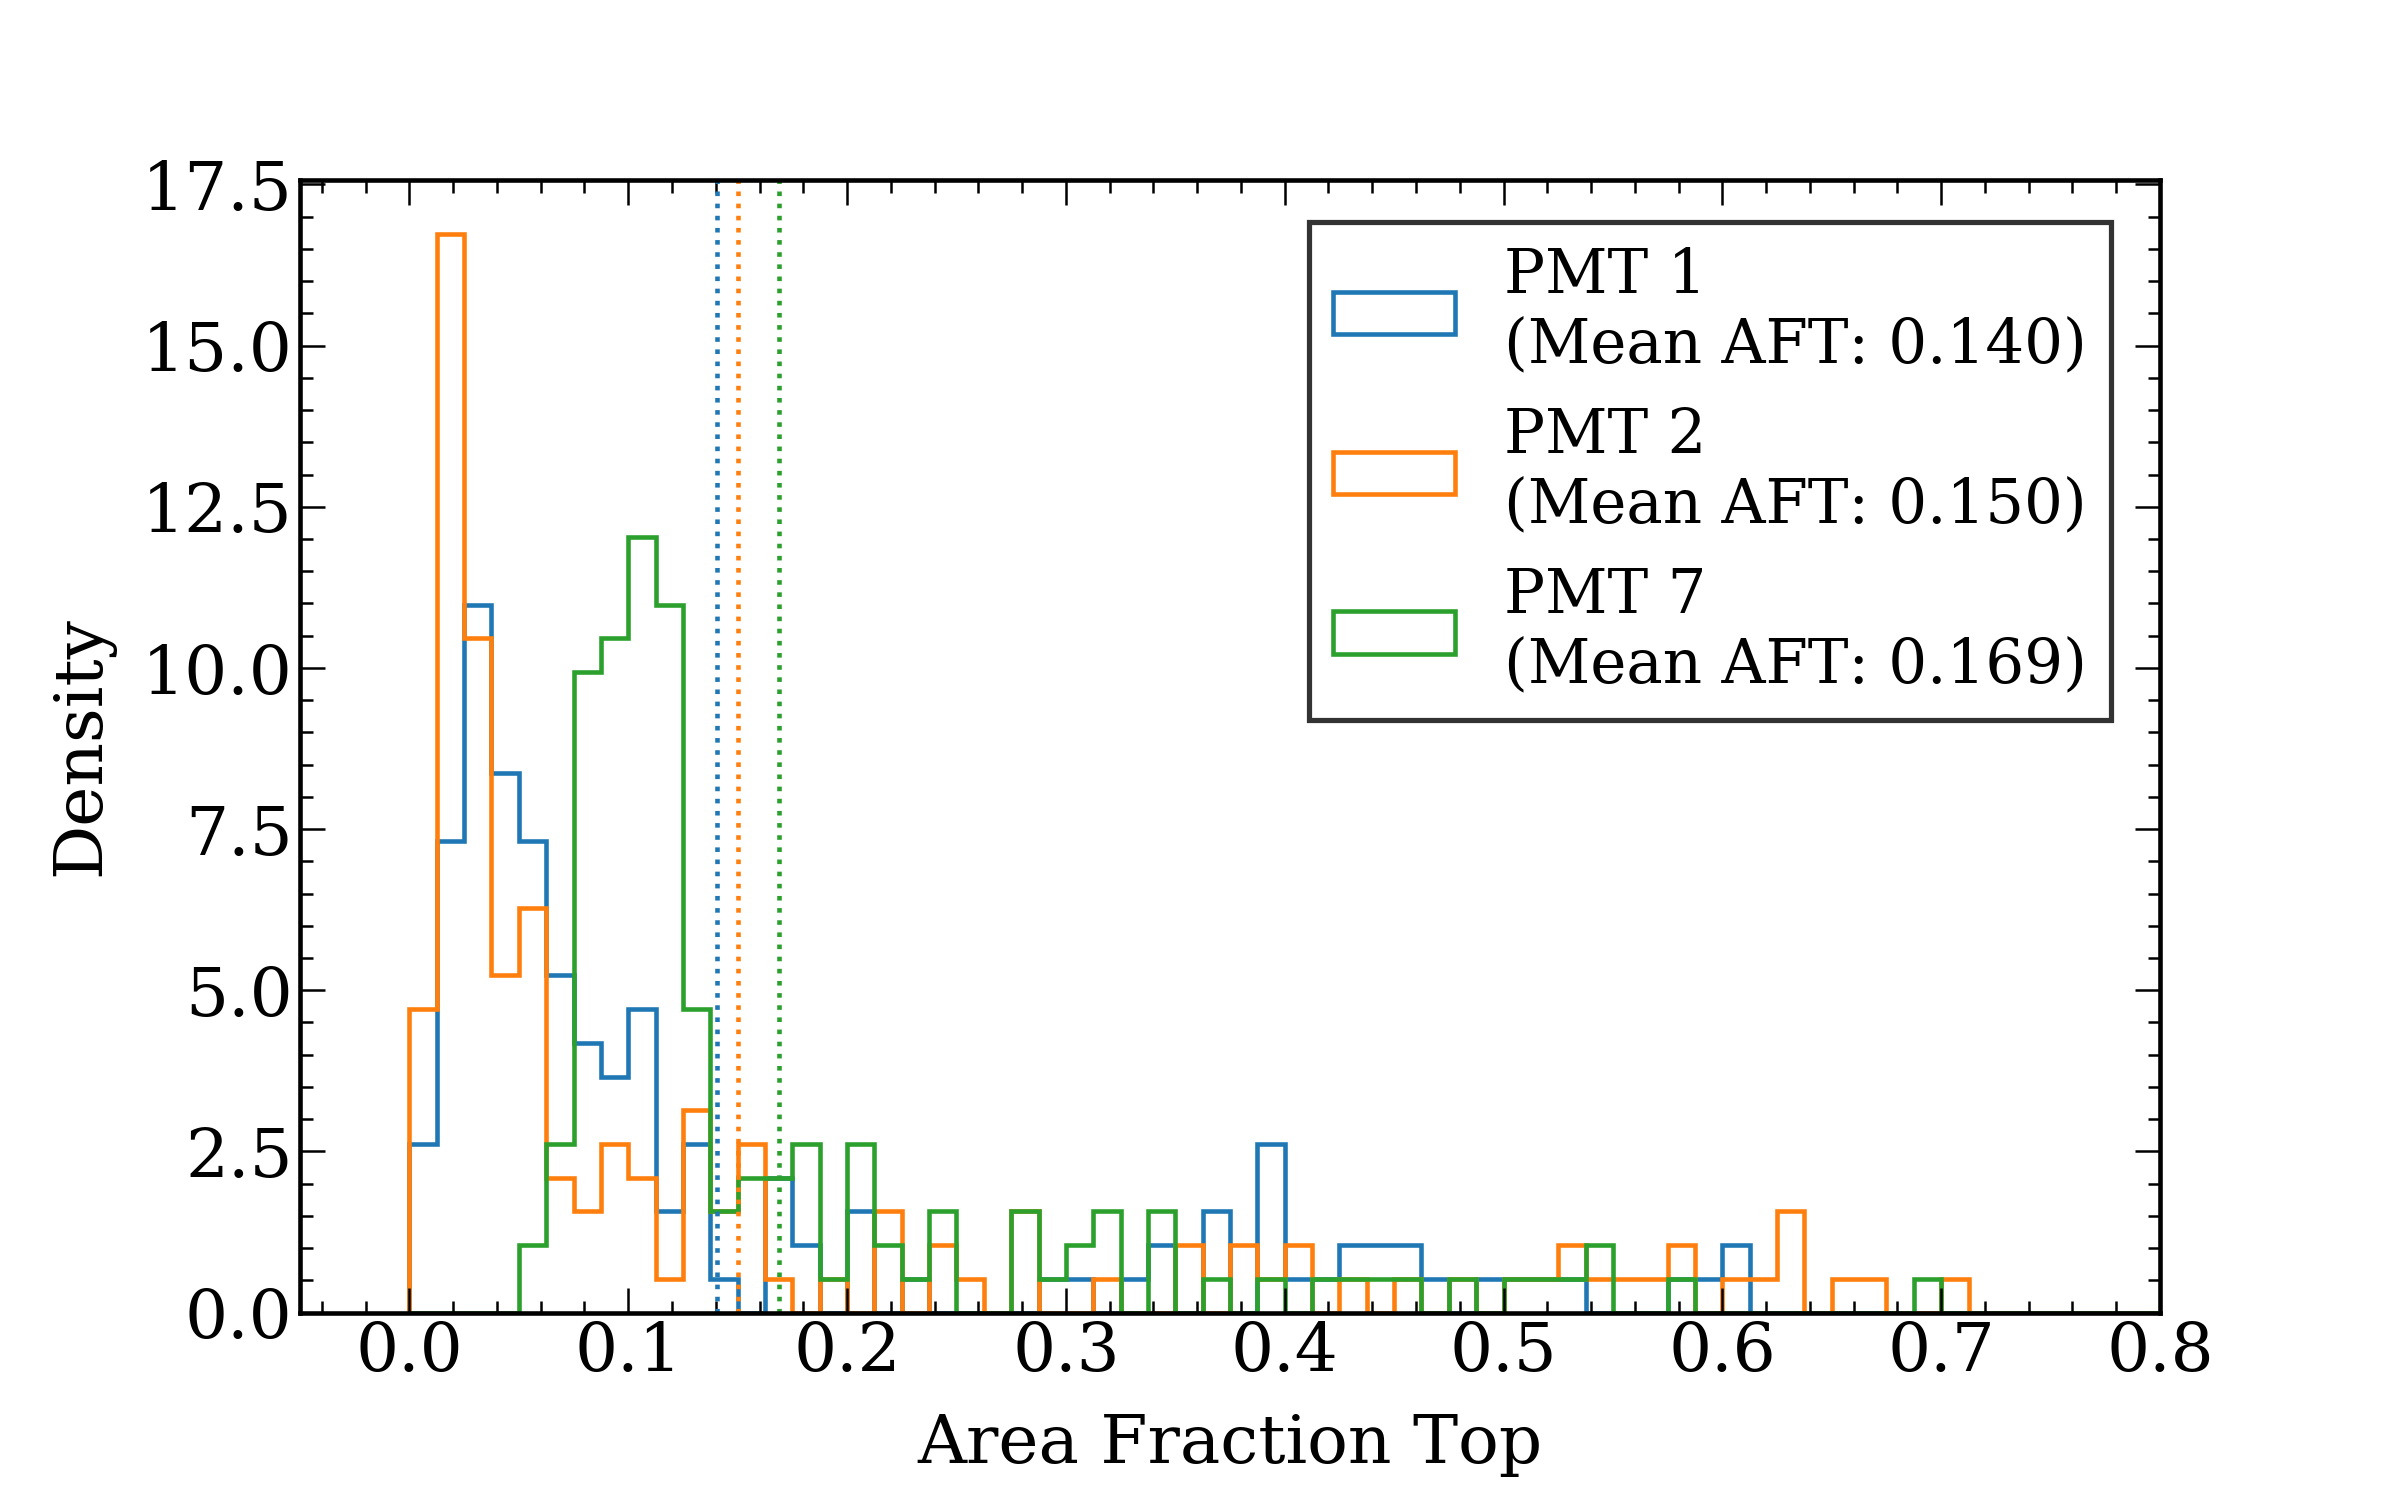 17.5
15.0
12.5
10.0
7.5
5.0
2.5
0.0
Density
PMT 1
(Mean AFT: 0.140)
PMT 2
(Mean AFT: 0.150)
PMT 7
(Mean AFT: 0.169)
0.0 0.1 0.2 0.3 0.4 0.5 0.6 0.7 0.8
Area Fraction Top